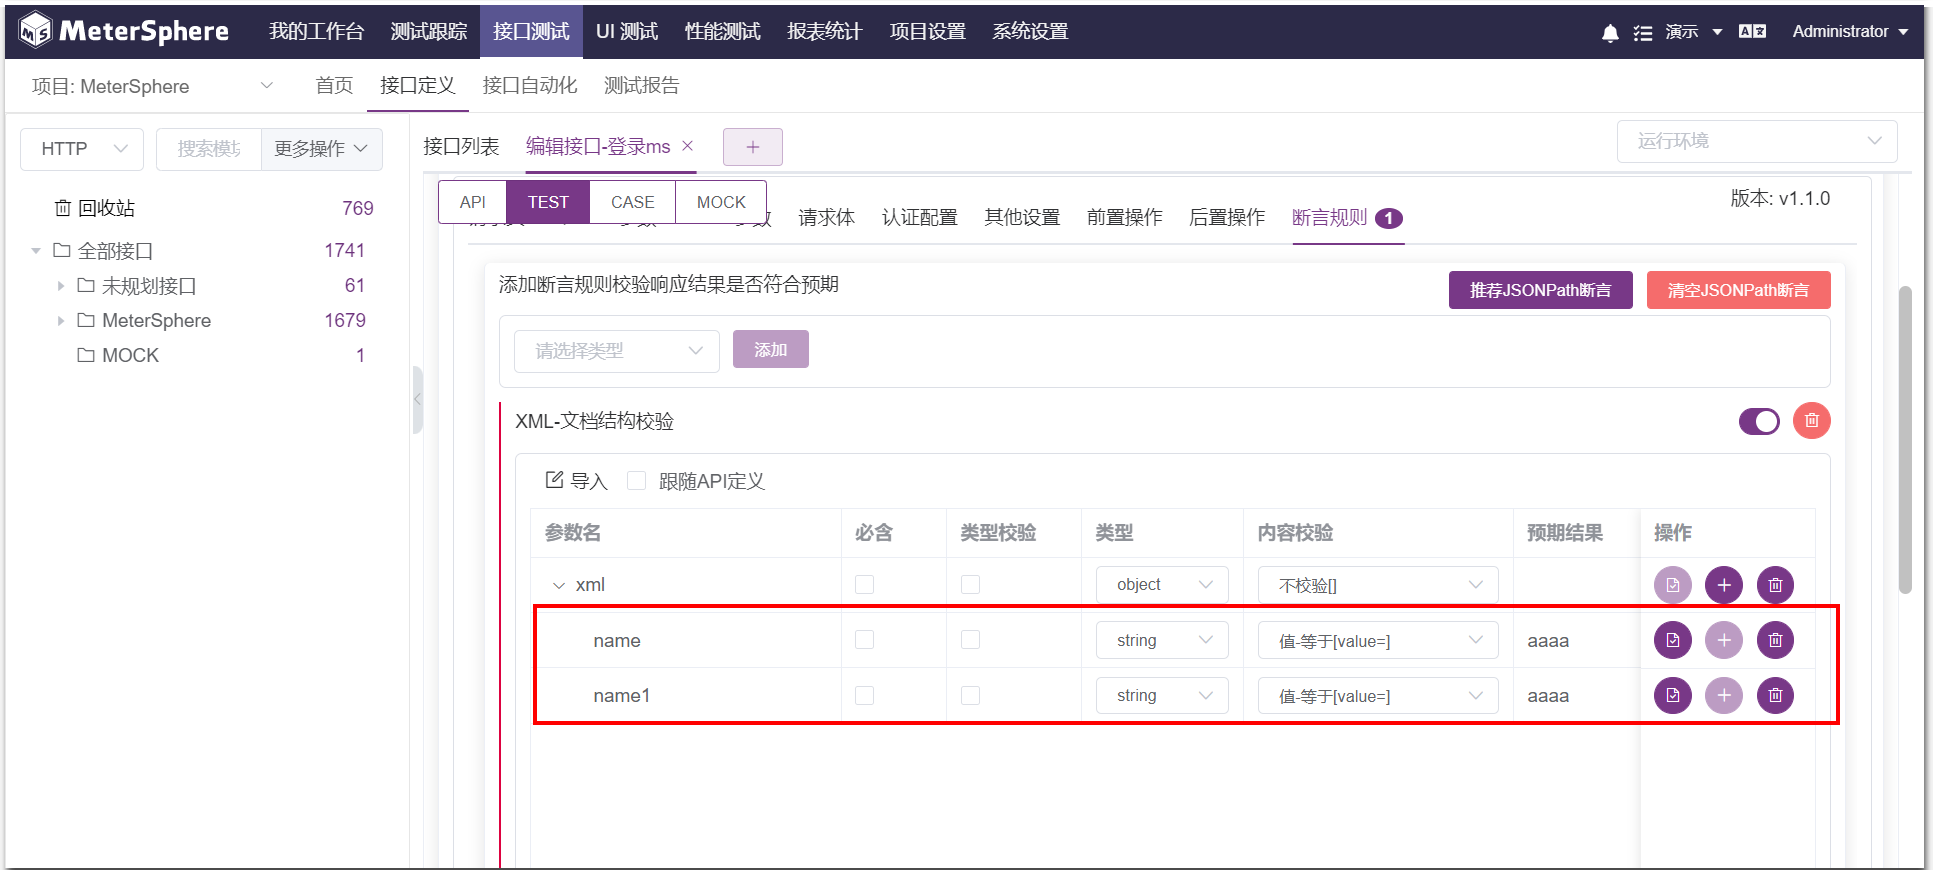 MeterSphere 我的工作台 测试跟踪 接口测试 UI 测试 性能测试 报表统计 项目设置 系统设置 演示 Administrator
项目: MeterSphere 首页 接口定义 接口自动化 测试报告
HTTP 搜索模块 更多操作 接口列表 编辑接口-登录ms × + 运行环境
回收站 769
全部接口 1741
未规划接口 61
MeterSphere 1679
MOCK 1
API TEST CASE MOCK 版本: v1.1.0
请求体 认证配置 其他设置 前置操作 后置操作 断言规则 1
添加断言规则校验响应结果是否符合预期 推荐JSONPath断言 清空JSONPath断言
请选择类型 添加
XML-文档结构校验
导入 跟随API定义
参数名 必含 类型校验 类型 内容校验 预期结果 操作
xml object 不校验[]
name string 值-等于[value=] aaaa
name1 string 值-等于[value=] aaaa